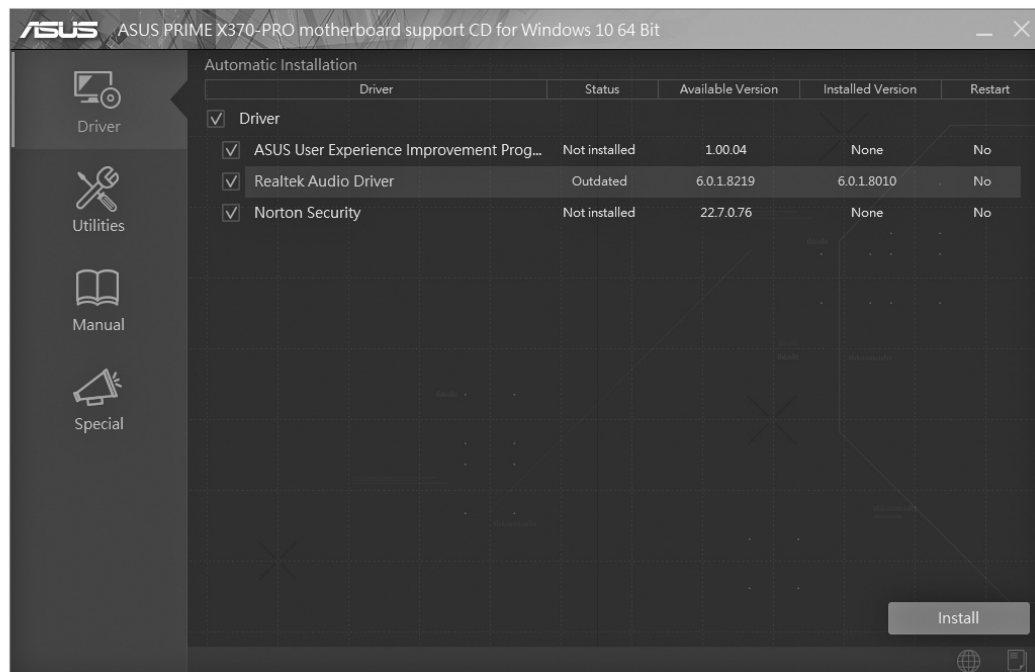 ASUS ASUS PRIME X370-PRO motherboard support CD for Windows 10 64 Bit
Automatic Installation
Driver Status Available Version Installed Version Restart
Driver
ASUS User Experience Improvement Prog... Not installed 1.00.04 None No
Realtek Audio Driver Outdated 6.0.1.8219 6.0.1.8010 No
Norton Security Not installed 22.7.0.76 None No
Driver
Utilities
Manual
Special
Install